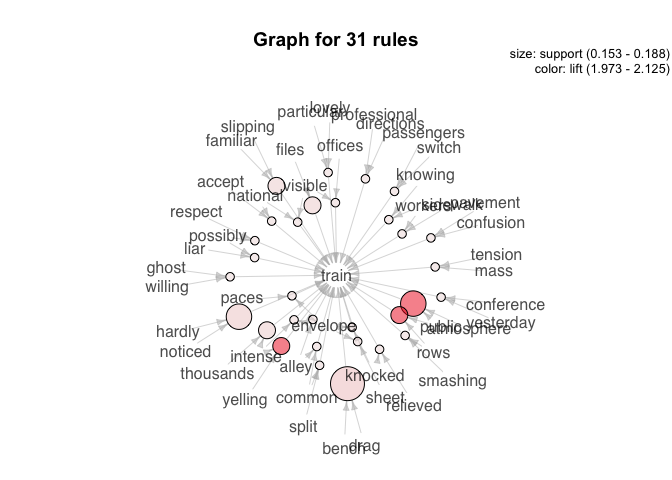 Graph for 31 rules
size: support (0.153 - 0.188)
color: lift (1.973 - 2.125)
lovely
particular
professional
directions
slipping
passengers
familiar
files
offices
switch
knowing
accept
visible
national
workers
sidewalk
pavement
respect
confusion
possibly
liar
tension
ghost
mass
train
willing
paces
conference
hardly
envelope
public
yesterday
atmosphere
noticed
intense
rows
thousands
alley
knocked
smashing
yelling
common
sheet
relieved
split
bench
drag